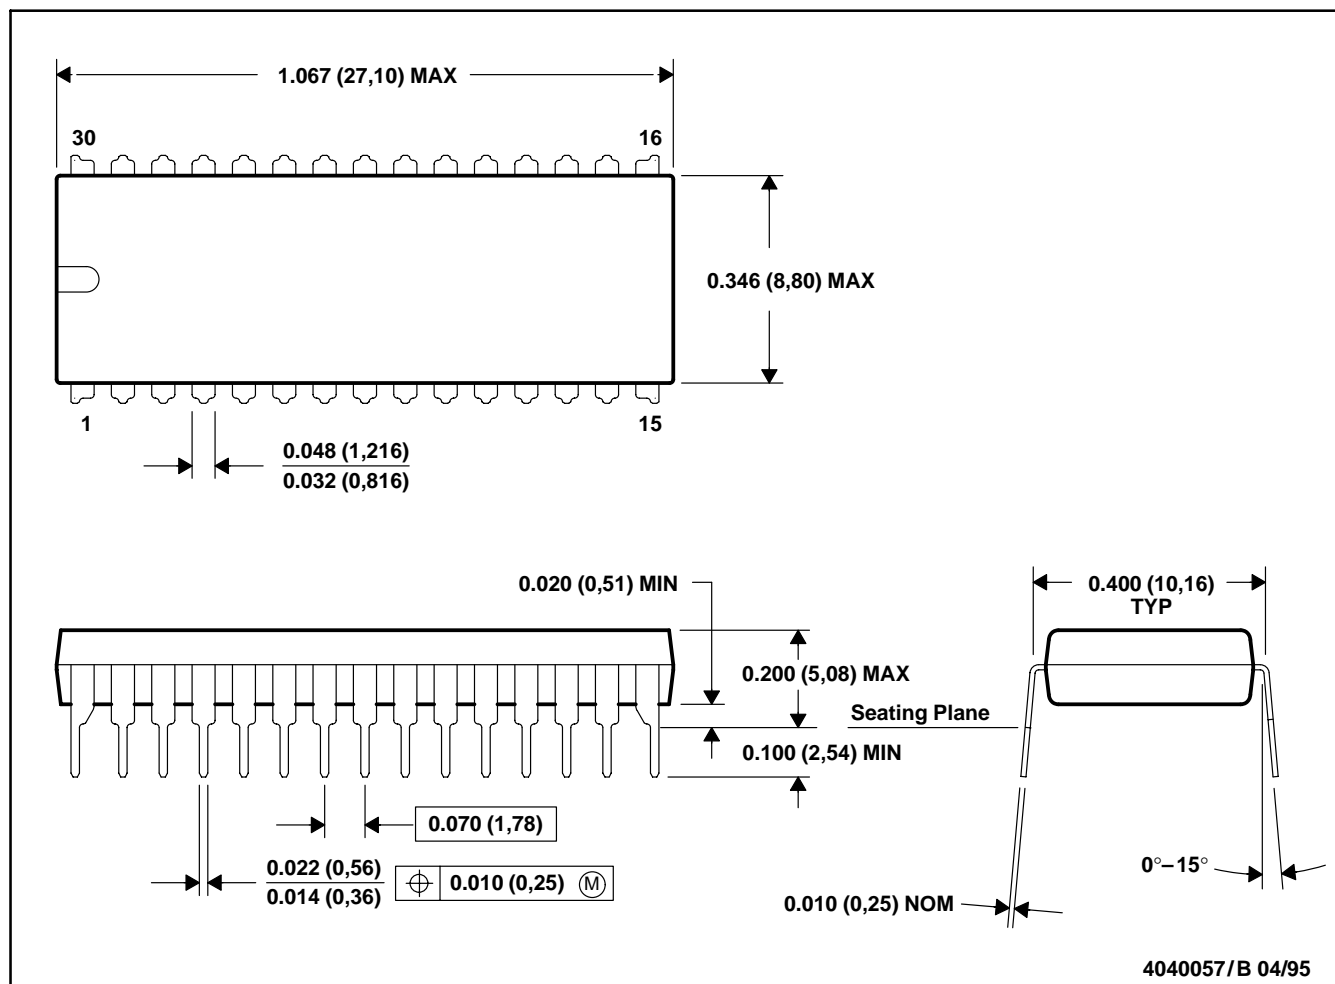 1.067 (27,10) MAX
30
16
0.346 (8,80) MAX
1
15
0.048 (1,216)
0.032 (0,816)
0.020 (0,51) MIN
0.400 (10,16)
TYP
0.200 (5,08) MAX
Seating Plane
0.100 (2,54) MIN
0.070 (1,78)
0.022 (0,56)
0.014 (0,36)
0.010 (0,25) Ⓜ
0°–15°
0.010 (0,25) NOM
4040057/B 04/95